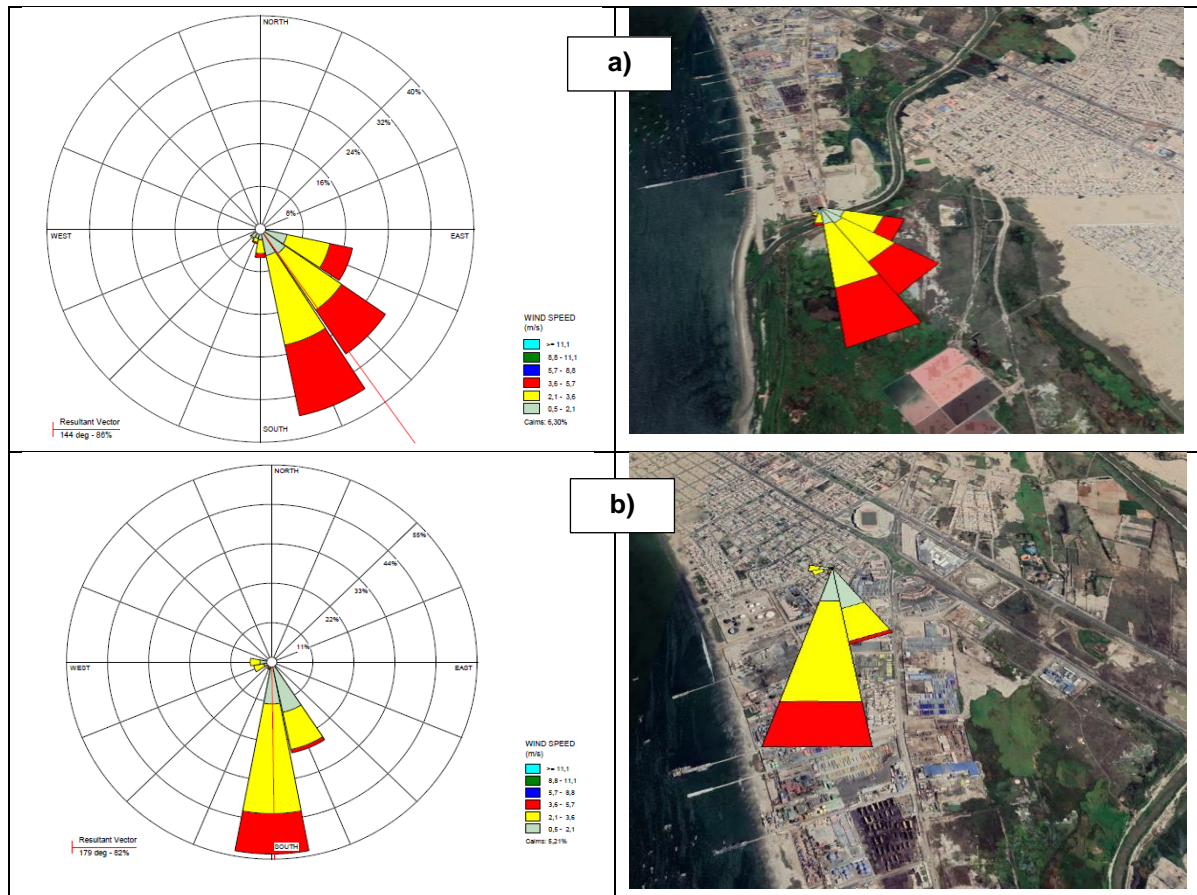 a)
NORTH
40%
32%
24%
16%
8%
WEST
EAST
SOUTH
WIND SPEED
(m/s)
>= 11,1
8,8 - 11,1
5,7 - 8,8
3,6 - 5,7
2,1 - 3,6
0,5 - 2,1
Calms: 6,30%
Resultant Vector
144 deg - 86%
b)
NORTH
55%
44%
33%
22%
11%
WEST
EAST
SOUTH
WIND SPEED
(m/s)
>= 11,1
8,8 - 11,1
5,7 - 8,8
3,6 - 5,7
2,1 - 3,6
0,5 - 2,1
Calms: 5,21%
Resultant Vector
179 deg - 82%